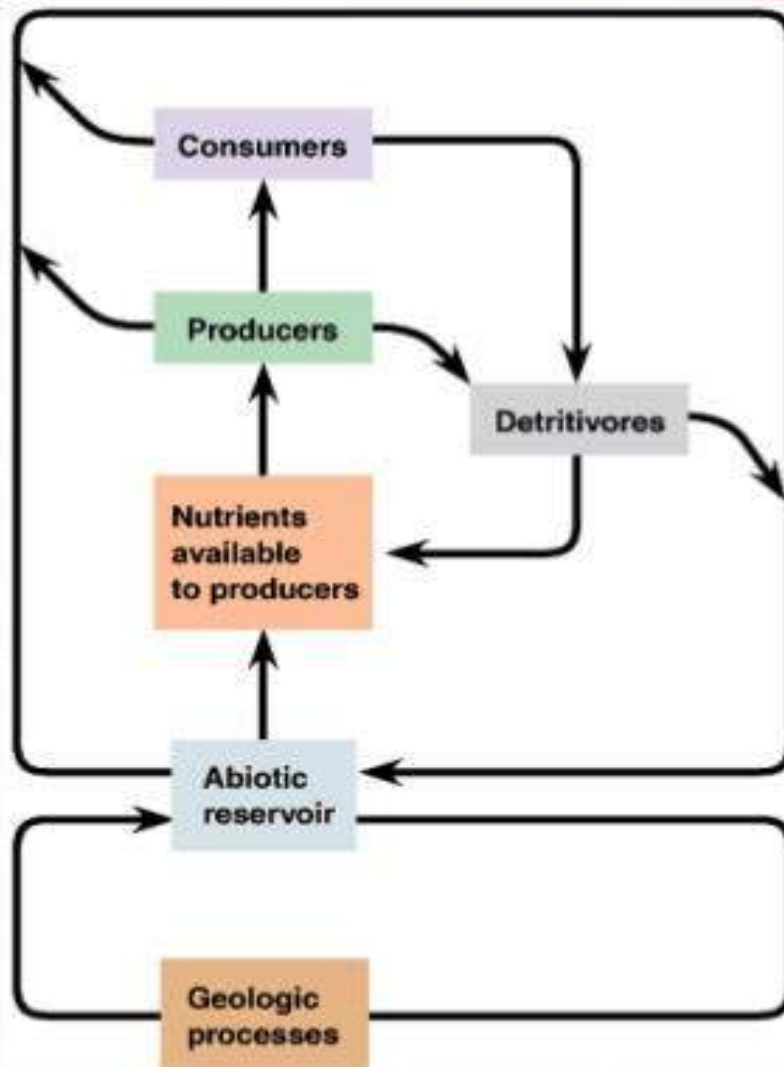 Consumers
Producers
Detritivores
Nutrients
available
to producers
Abiotic
reservoir
Geologic
processes